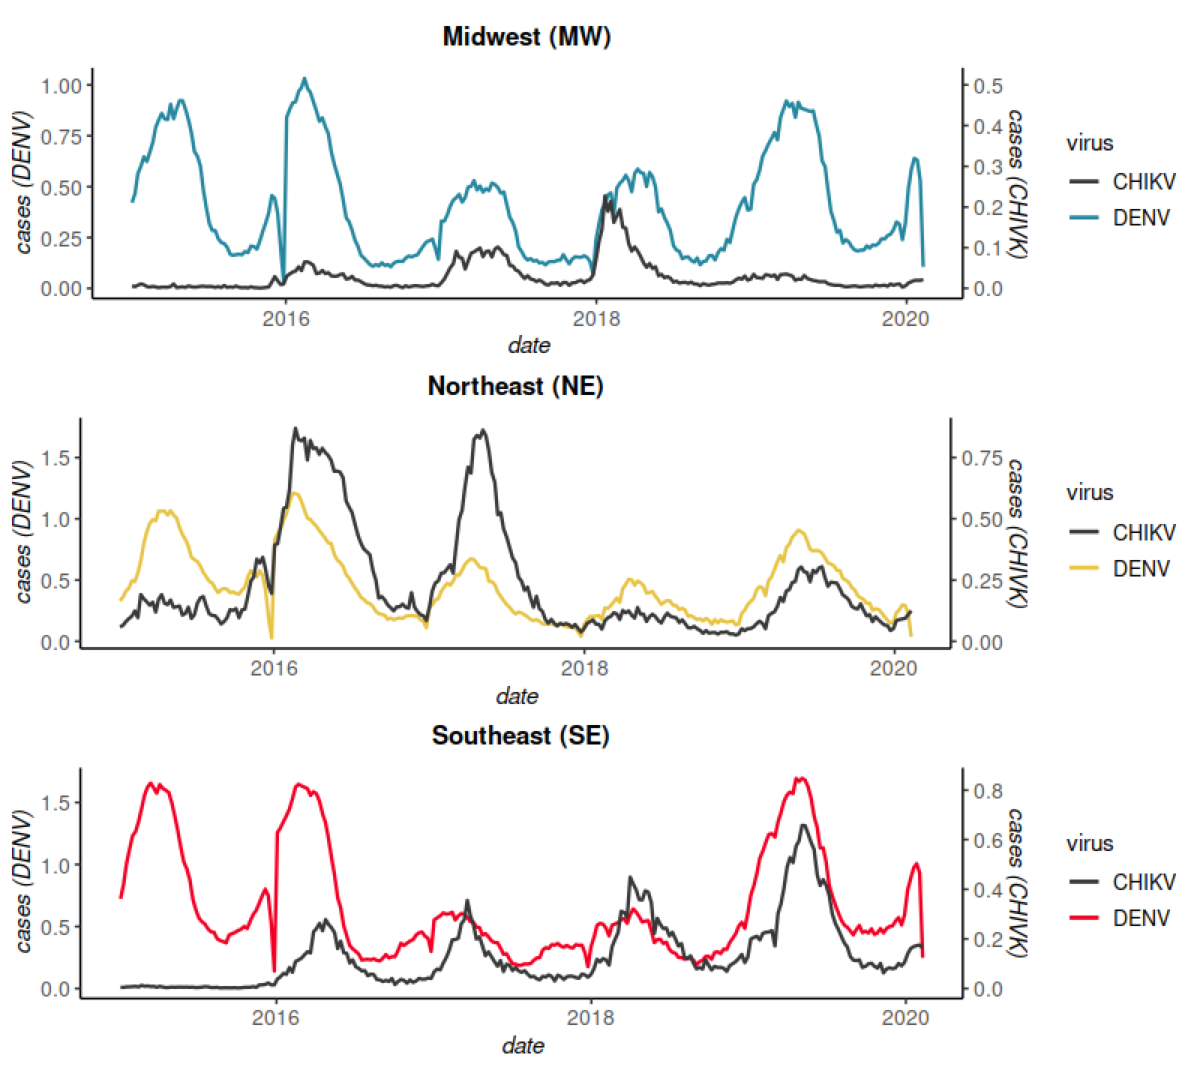 Midwest (MW)
cases (DENV)
1.00
0.75
0.50
0.25
0.00
0.5
0.4
0.3
0.2
0.1
0.0
cases (CHIVK)
2016
2018
2020
date
virus
CHIKV
DENV
Northeast (NE)
cases (DENV)
1.5
1.0
0.5
0.0
0.75
0.50
0.25
0.00
cases (CHIVK)
2016
2018
2020
date
virus
CHIKV
DENV
Southeast (SE)
cases (DENV)
1.5
1.0
0.5
0.0
0.8
0.6
0.4
0.2
0.0
cases (CHIVK)
2016
2018
2020
date
virus
CHIKV
DENV